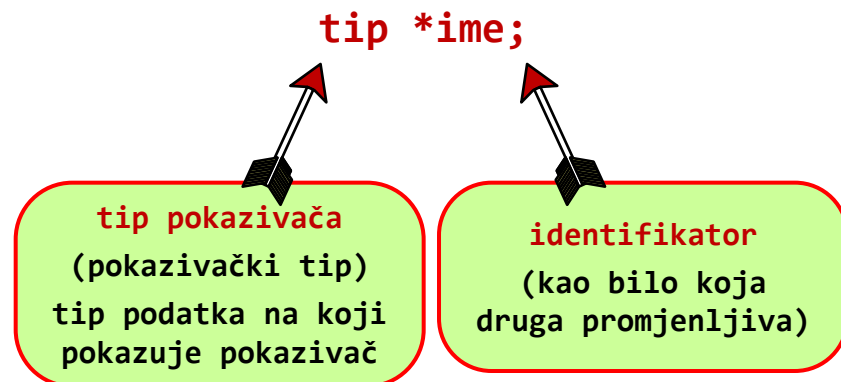 tip *ime;
tip pokazivača
(pokazivački tip)
tip podatka na koji
pokazuje pokazivač
identifikator
(kao bilo koja
druga promjenljiva)